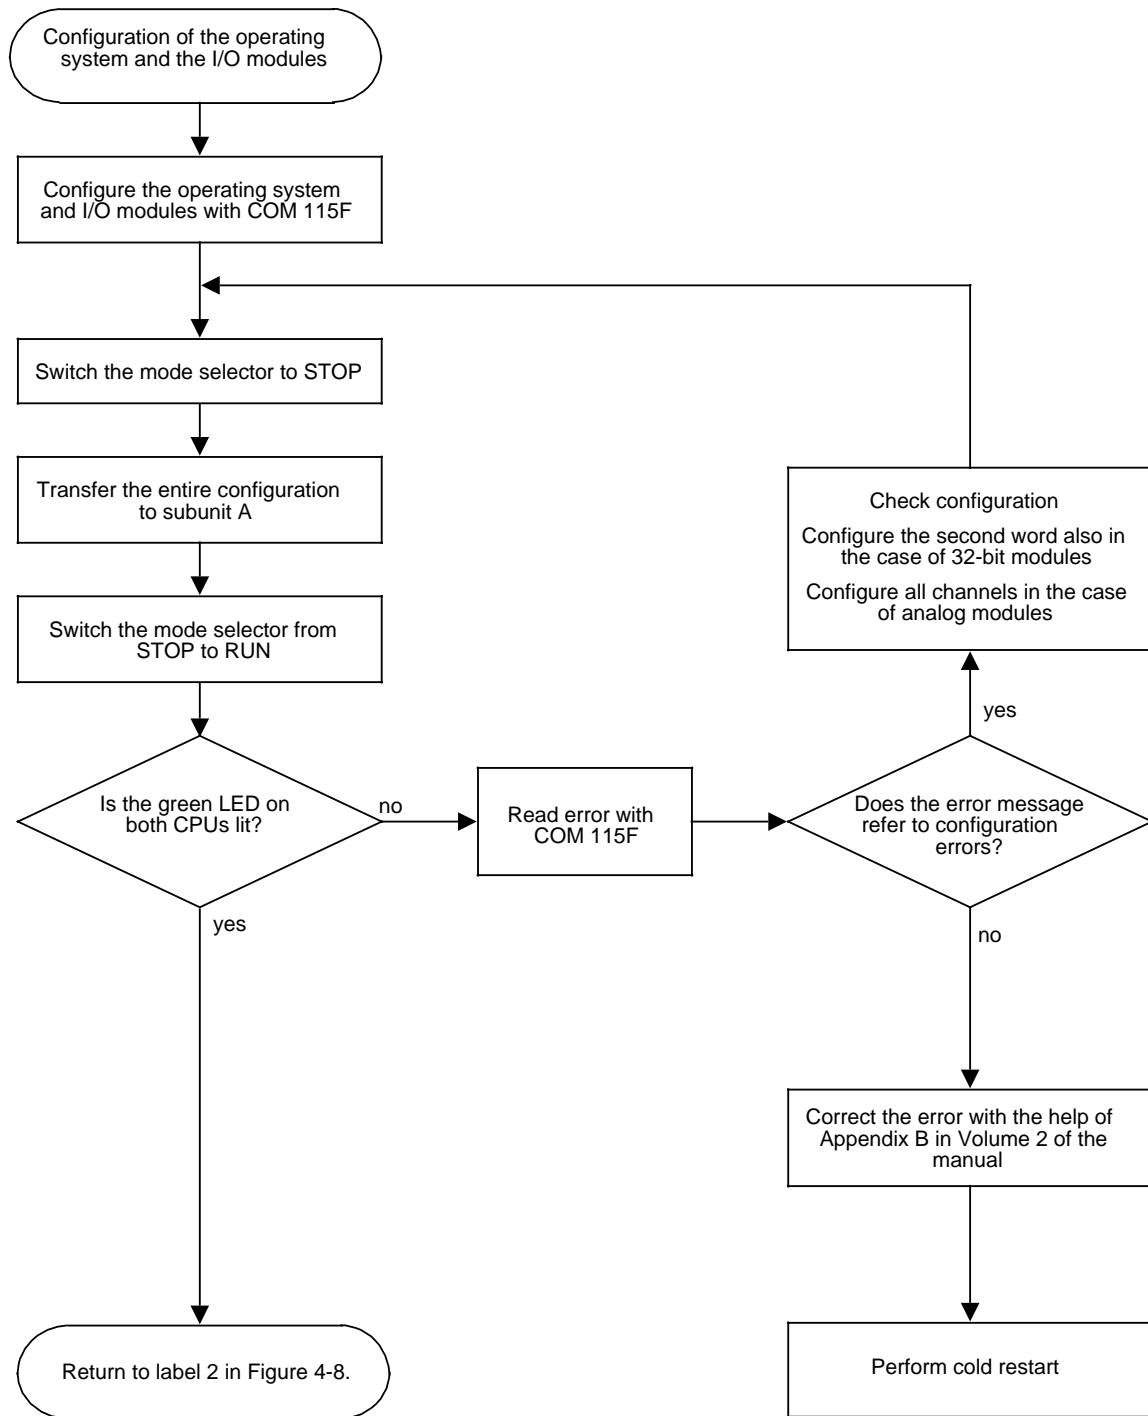 Configuration of the operating
system and the I/O modules
Configure the operating system
and I/O modules with COM 115F
Switch the mode selector to STOP
Transfer the entire configuration
to subunit A
Switch the mode selector from
STOP to RUN
Is the green LED on
both CPUs lit?
no
yes
Read error with
COM 115F
Does the error message
refer to configuration
errors?
yes
no
Check configuration
Configure the second word also in
the case of 32-bit modules
Configure all channels in the case
of analog modules
Correct the error with the help of
Appendix B in Volume 2 of the
manual
Perform cold restart
Return to label 2 in Figure 4-8.